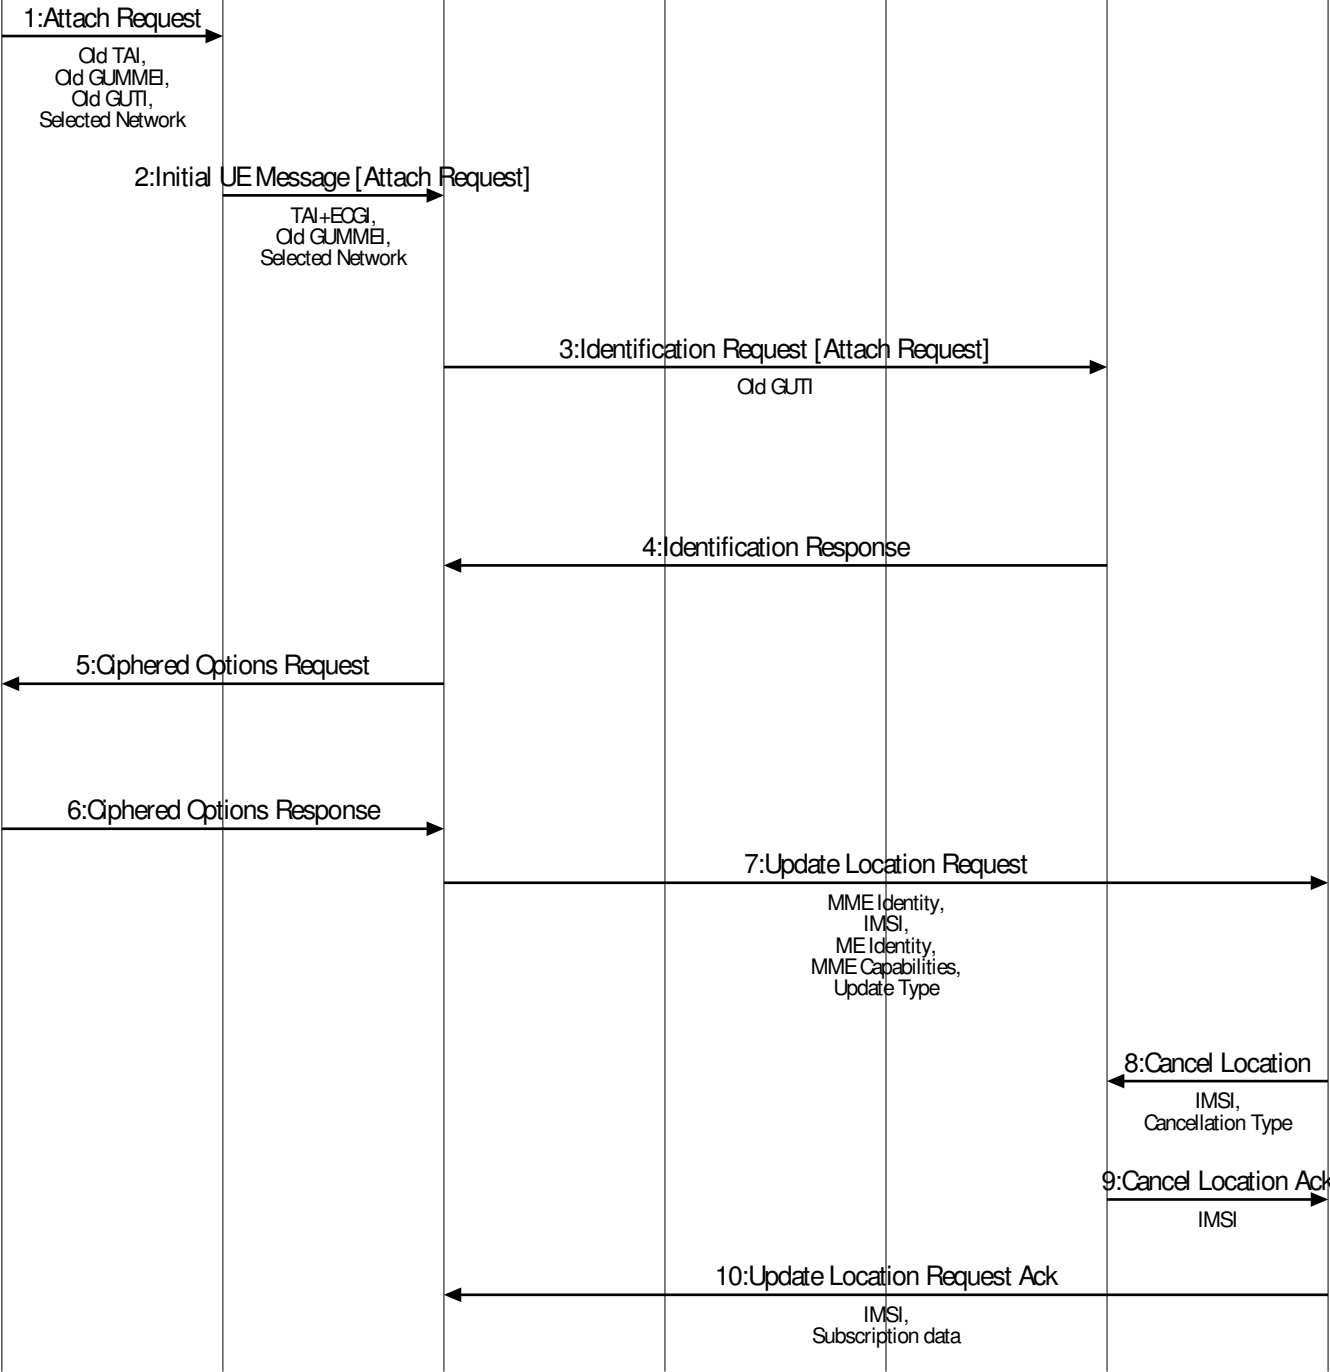 1:Attach Request
Old TAI,
Old GUMMEI,
Old GUTI,
Selected Network
2:Initial UE Message [Attach Request]
TAI+ECGI,
Old GUMMEI,
Selected Network
3:Identification Request [Attach Request]
Old GUTI
4:Identification Response
5:Ciphered Options Request
6:Ciphered Options Response
7:Update Location Request
MME Identity,
IMSI,
ME Identity,
MME Capabilities,
Update Type
8:Cancel Location
IMSI,
Cancellation Type
9:Cancel Location Ack
IMSI
10:Update Location Request Ack
IMSI,
Subscription data